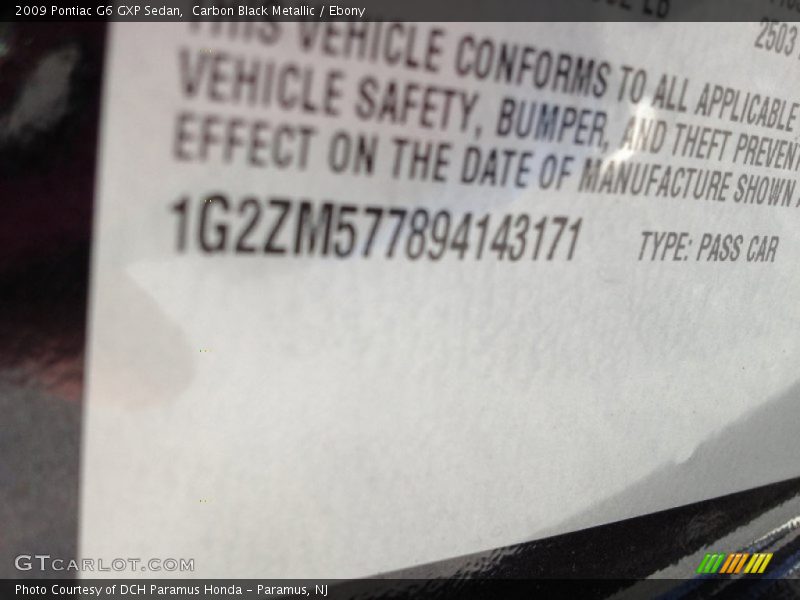 2009 Pontiac G6 GXP Sedan, Carbon Black Metallic / Ebony
LB
2503
THIS VEHICLE CONFORMS TO ALL APPLICABLE
VEHICLE SAFETY, BUMPER, AND THEFT PREVENT
EFFECT ON THE DATE OF MANUFACTURE SHOWN
1G2ZM577894143171
TYPE: PASS CAR
GTCARLOT.COM
Photo Courtesy of DCH Paramus Honda - Paramus, NJ